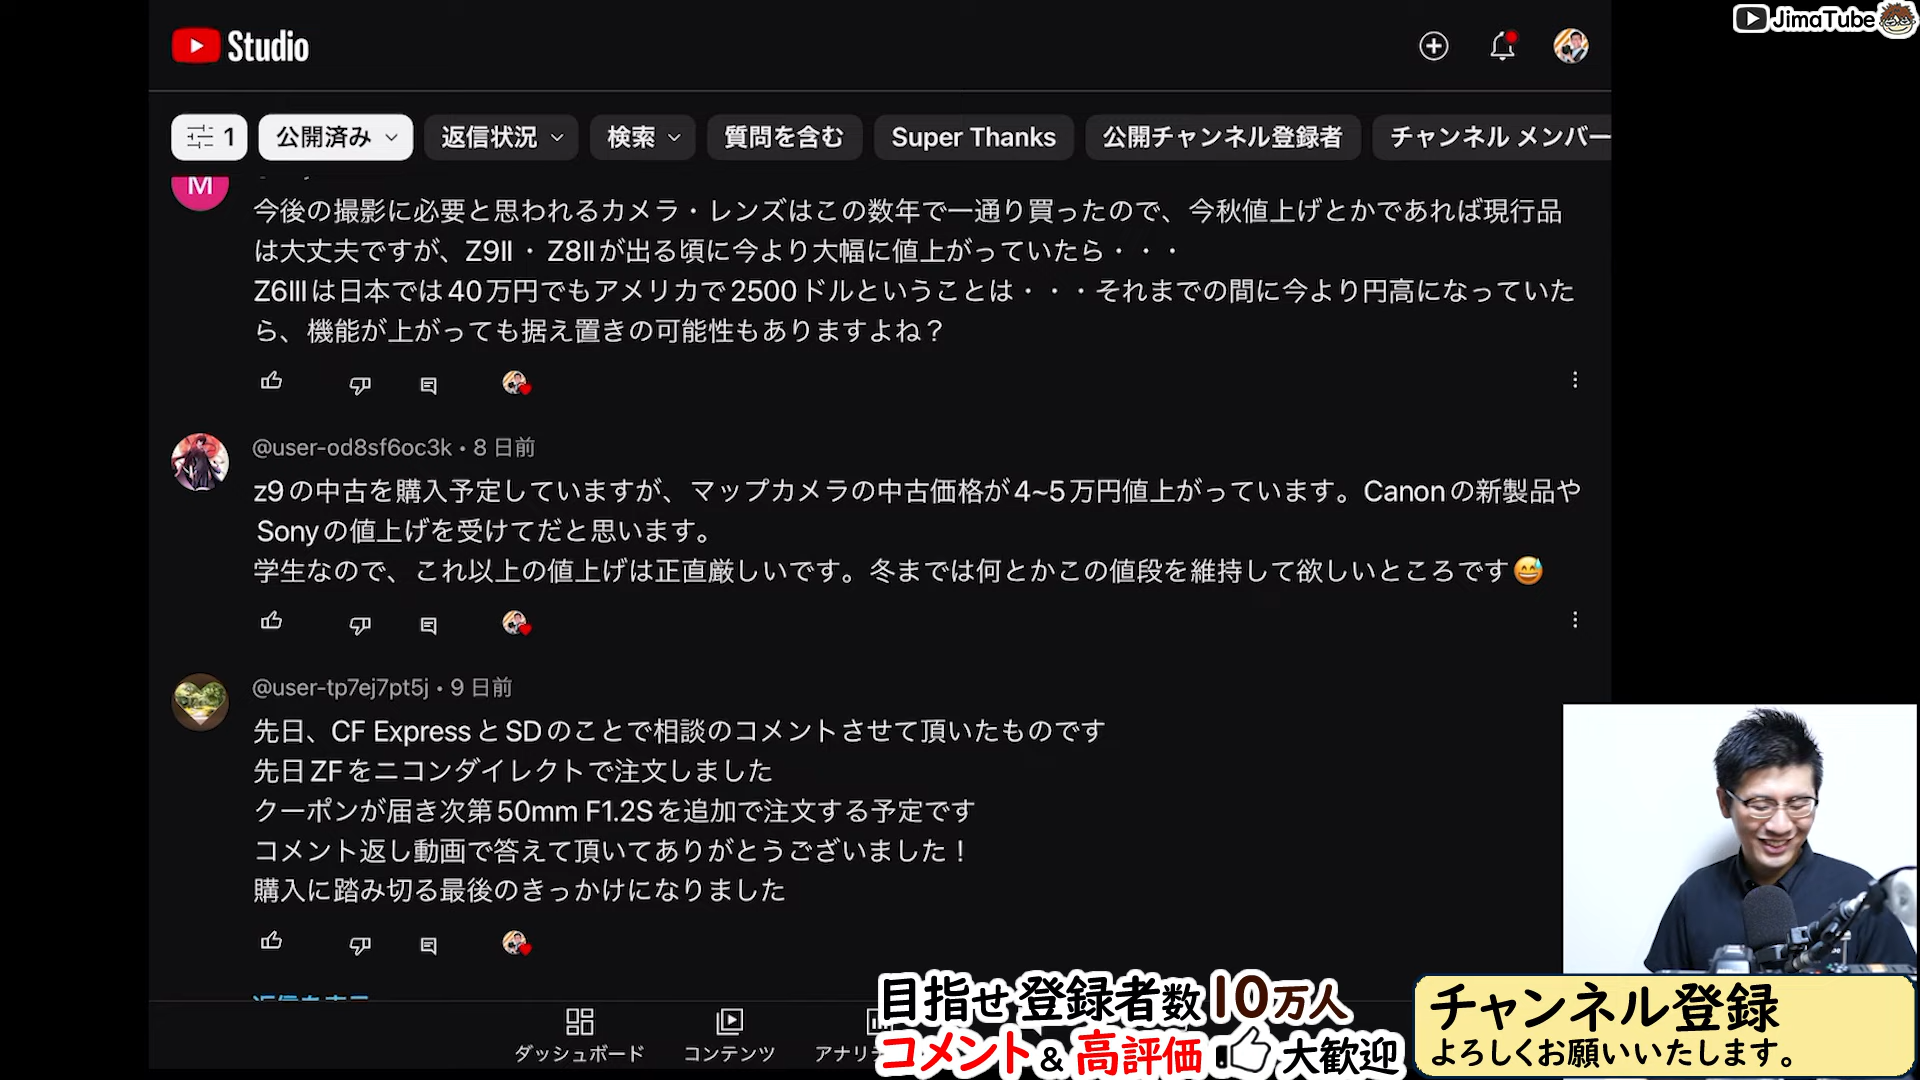 Studio
JimaTube
1
公開済み
返信状況
検索
質問を含む
Super Thanks
公開チャンネル登録者
チャンネル メンバー
M
今後の撮影に必要と思われるカメラ・レンズはこの数年で一通り買ったので、今秋値上げとかであれば現行品
は大丈夫ですが、Z9II・Z8IIが出る頃に今より大幅に値上がっていたら・・・
Z6IIIは日本では40万円でもアメリカで2500ドルということは・・・それまでの間に今より円高になっていた
ら、機能が上がっても据え置きの可能性もありますよね？
@user-od8sf6oc3k・8 日前
z9の中古を購入予定していますが、マップカメラの中古価格が4~5万円値上がっています。Canonの新製品や
Sonyの値上げを受けてだと思います。
学生なので、これ以上の値上げは正直厳しいです。冬までは何とかこの値段を維持して欲しいところです😅
@user-tp7ej7pt5j・9 日前
先日、CF ExpressとSDのことで相談のコメントさせて頂いたものです
先日ZFをニコンダイレクトで注文しました
クーポンが届き次第50mm F1.2Sを追加で注文する予定です
コメント返し動画で答えて頂いてありがとうございました！
購入に踏み切る最後のきっかけになりました
ダッシュボード
コンテンツ
アナリ
目指せ 登録者数10万人
コメント&高評価 大歓迎
チャンネル登録
よろしくお願いいたします。